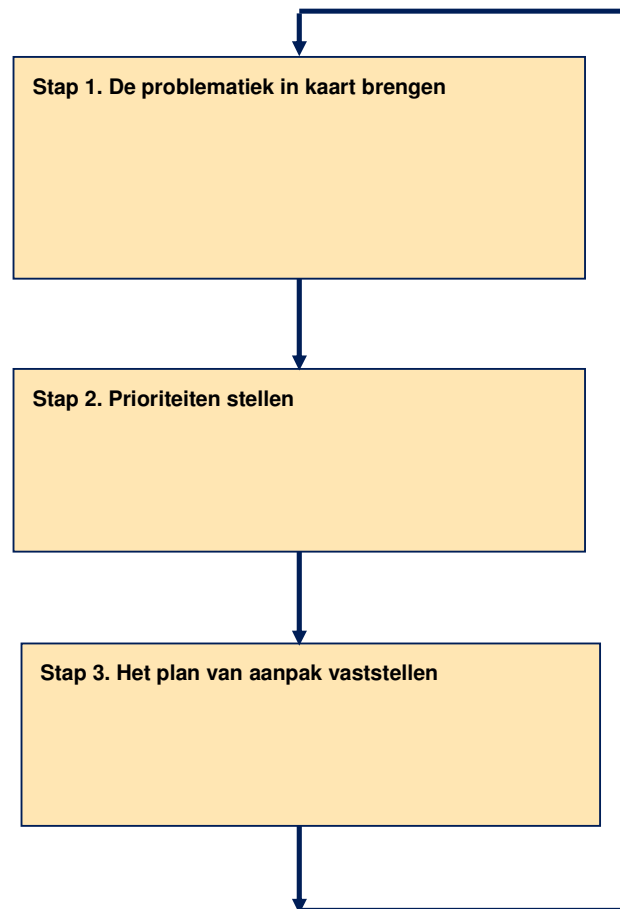 Stap 1. De problematiek in kaart brengen
Stap 2. Prioriteiten stellen
Stap 3. Het plan van aanpak vaststellen